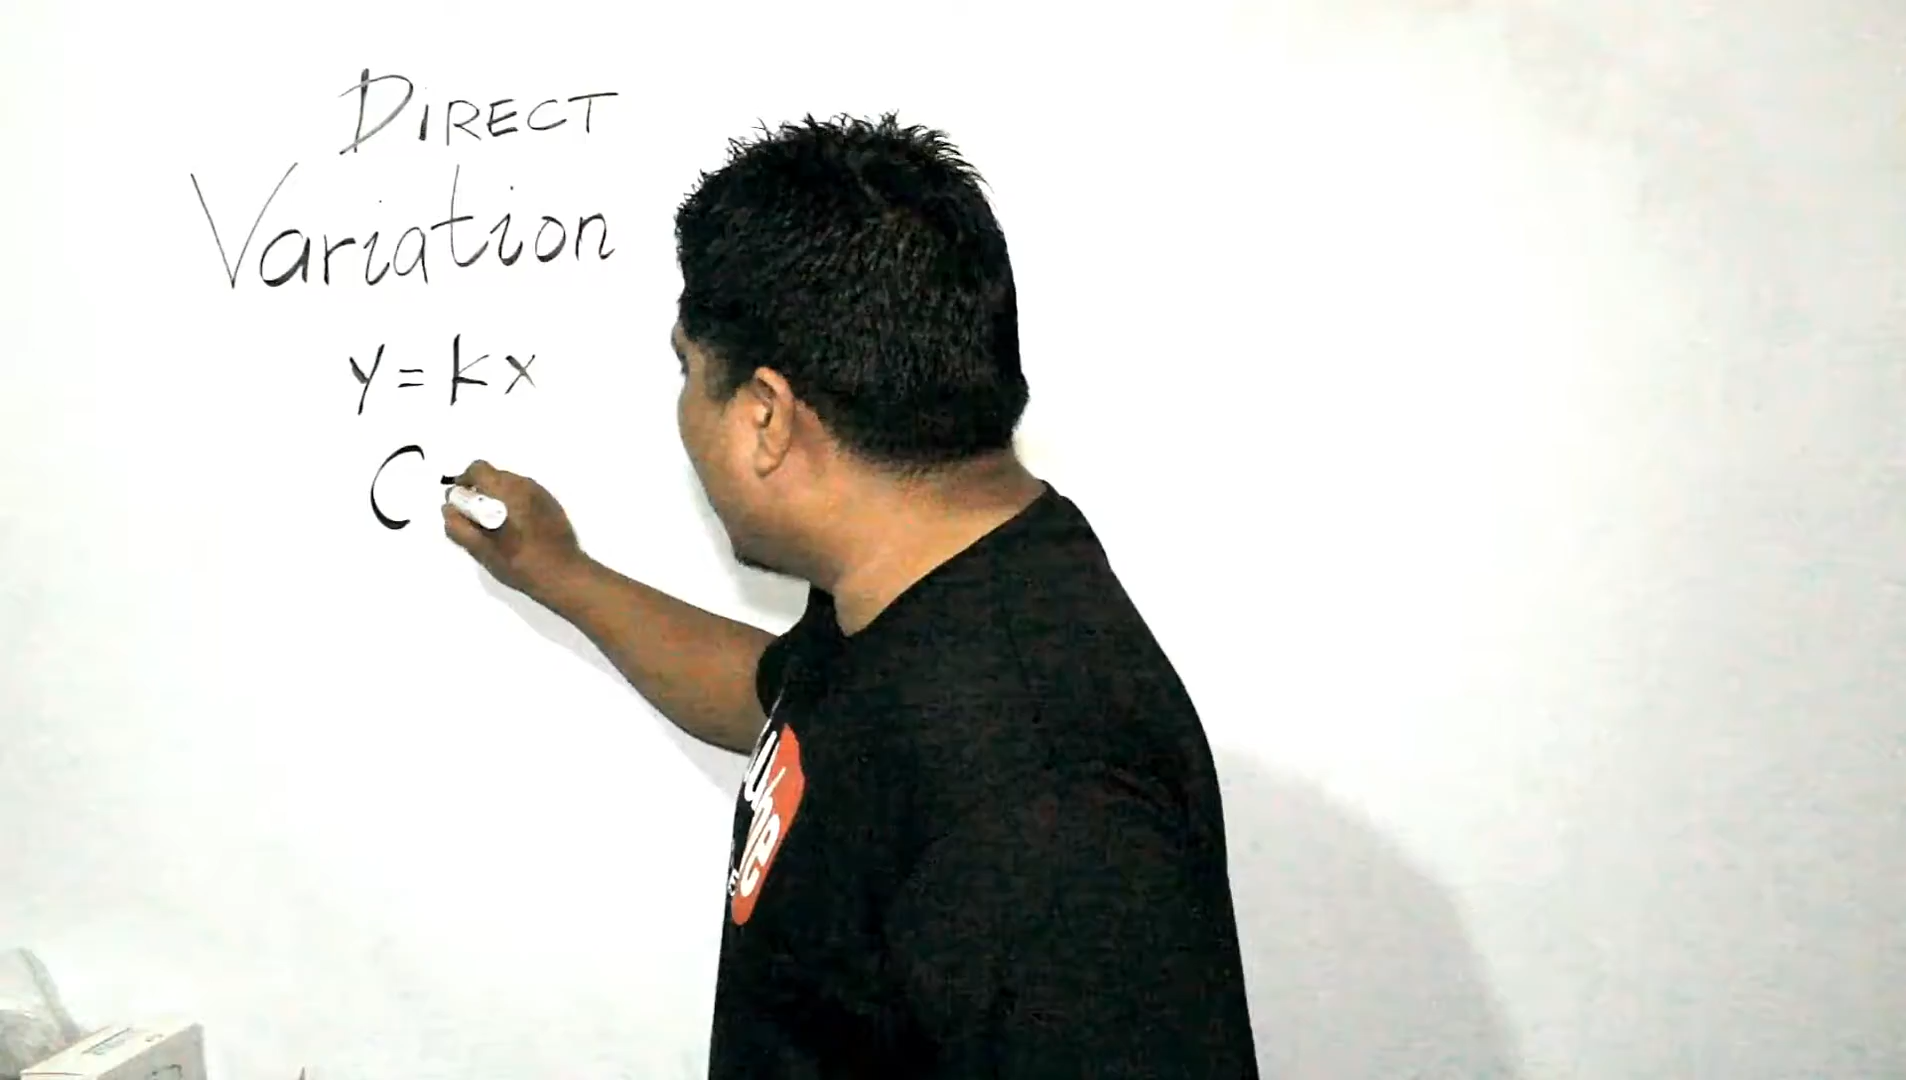 DIRECT
Variation
y = kx
C